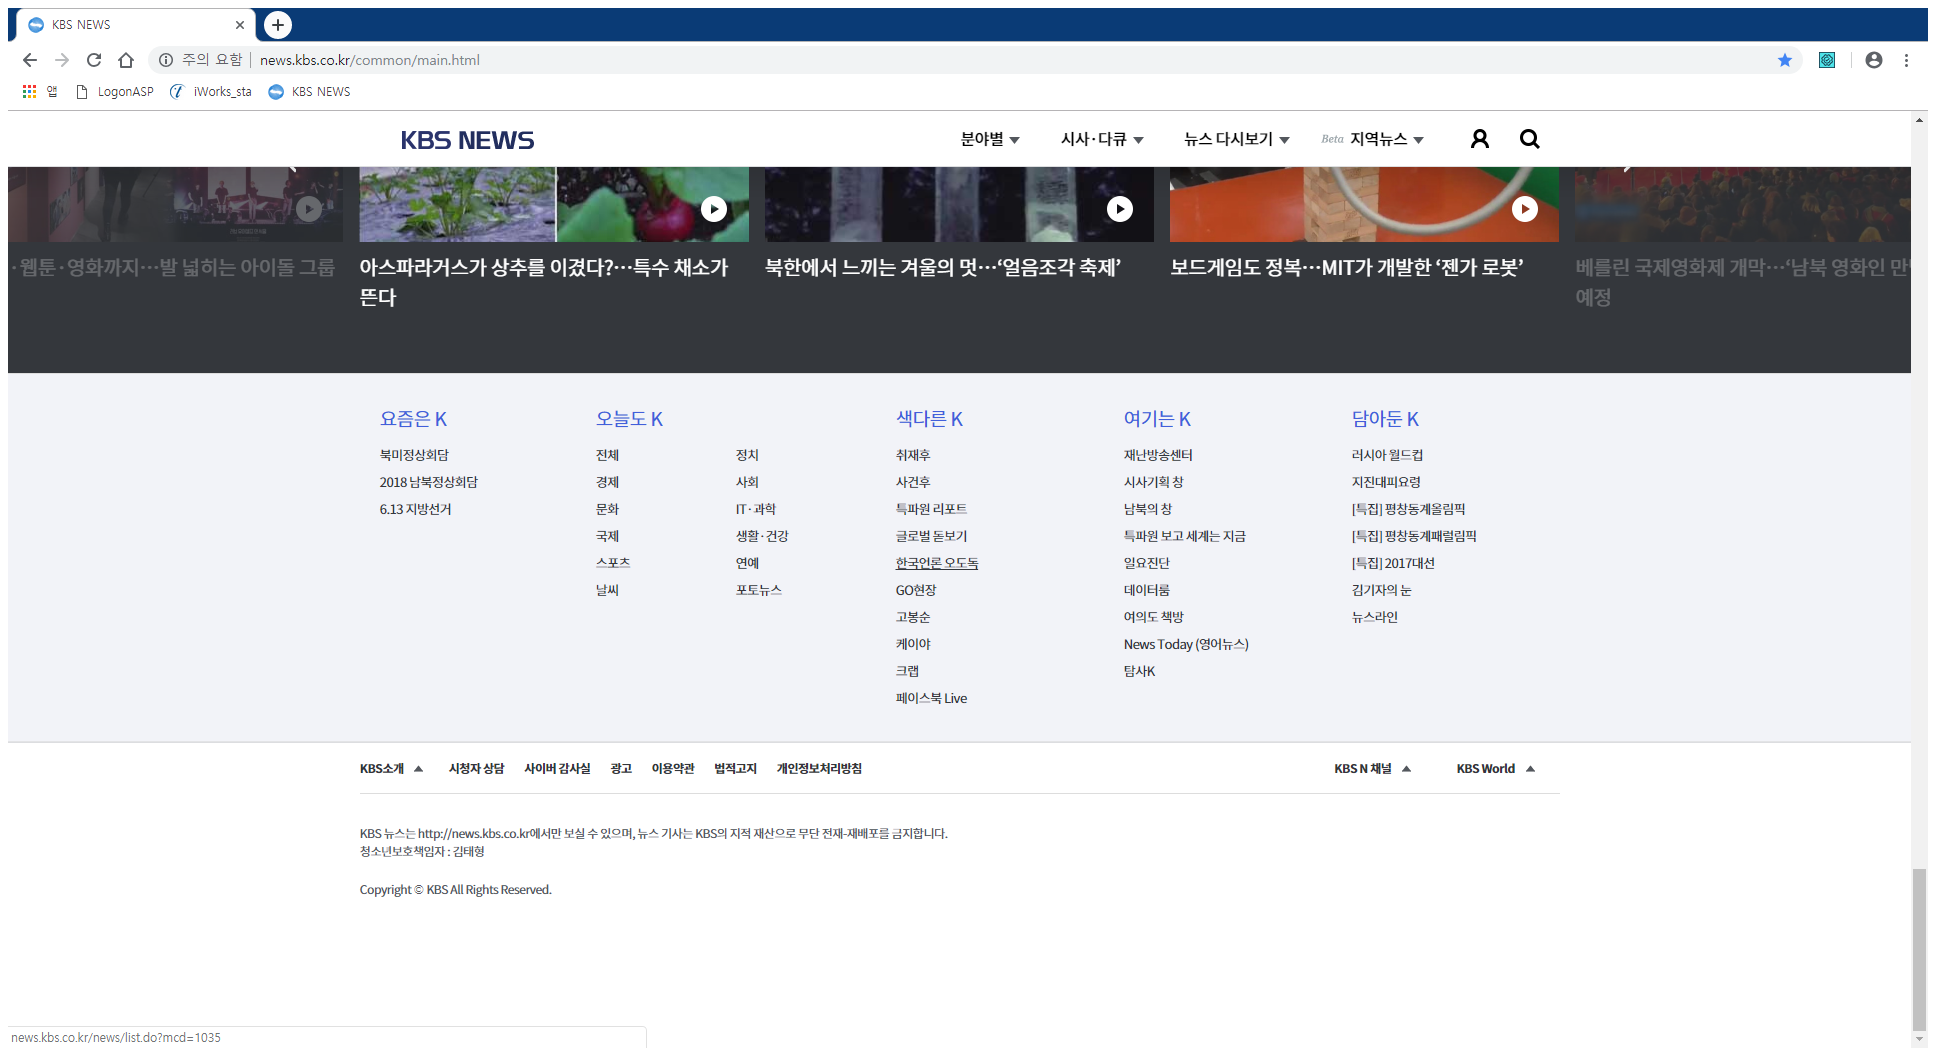 KBS NEWS
주의 요함 news.kbs.co.kr/common/main.html
앱 LogonASP iWorks_sta KBS NEWS
KBS NEWS 분야별 시사·다큐 뉴스 다시보기 Beta 지역뉴스
·웹툰·영화까지…발 넓히는 아이돌 그룹
아스파라거스가 상추를 이겼다?…특수 채소가
뜬다
북한에서 느끼는 겨울의 멋…‘얼음조각 축제’
보드게임도 정복…MIT가 개발한 ‘젠가 로봇’
베를린 국제영화제 개막…‘남북 영화인 만
예정
요즘은 K
북미정상회담
2018 남북정상회담
6.13 지방선거
오늘도 K
전체 정치
경제 사회
문화 IT·과학
국제 생활·건강
스포츠 연예
날씨 포토뉴스
색다른 K
취재후
사건후
특파원 리포트
글로벌 돋보기
한국언론 오도독
GO현장
고봉순
케이야
크랩
페이스북 Live
여기는 K
재난방송센터
시사기획 창
남북의 창
특파원 보고 세계는 지금
일요진단
데이터룸
여의도 책방
News Today (영어뉴스)
탐사K
담아둔 K
러시아 월드컵
지진대피요령
[특집] 평창동계올림픽
[특집] 평창동계패럴림픽
[특집] 2017대선
김기자의 눈
뉴스라인
KBS소개 시청자 상담 사이버 감사실 광고 이용약관 법적고지 개인정보처리방침 KBS N 채널 KBS World
KBS 뉴스는 http://news.kbs.co.kr에서만 보실 수 있으며, 뉴스 기사는 KBS의 지적 재산으로 무단 전재-재배포를 금지합니다.
청소년보호책임자 : 김태형
Copyright © KBS All Rights Reserved.
news.kbs.co.kr/news/list.do?mcd=1035